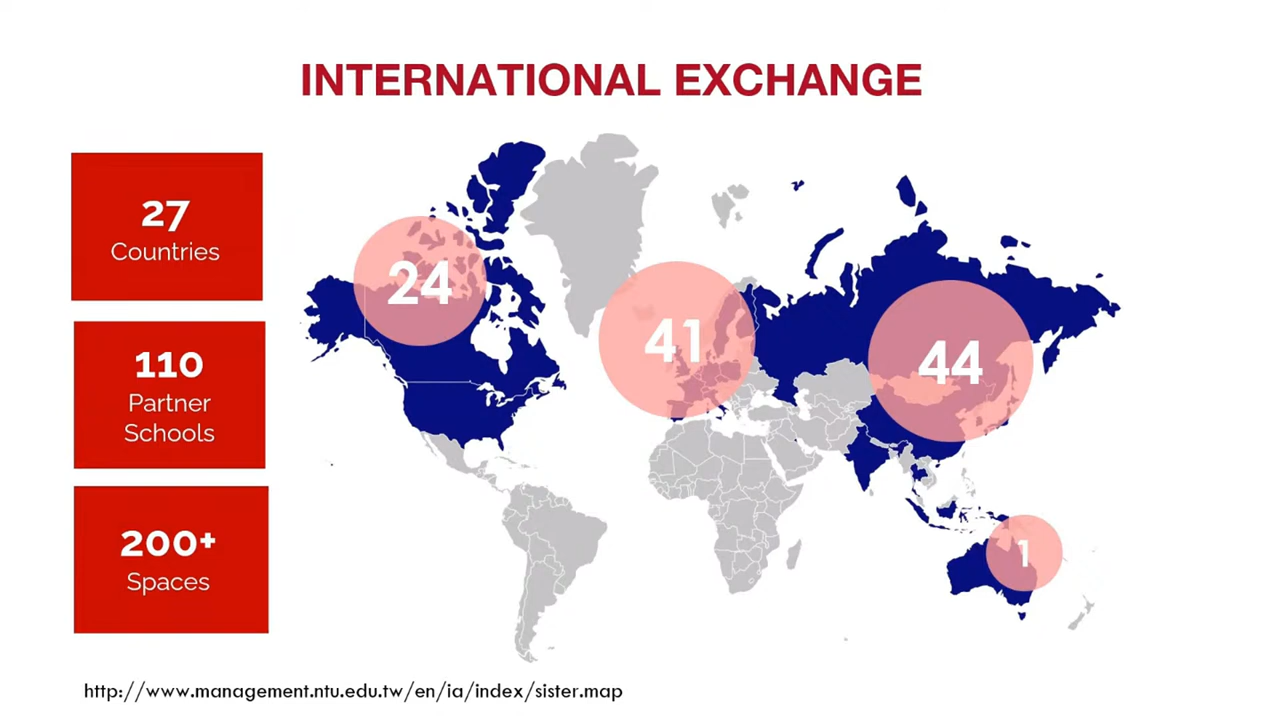 INTERNATIONAL EXCHANGE
27
Countries
110
Partner
Schools
200+
Spaces
24
41
44
1
http://www.management.ntu.edu.tw/en/ia/index/sister.map